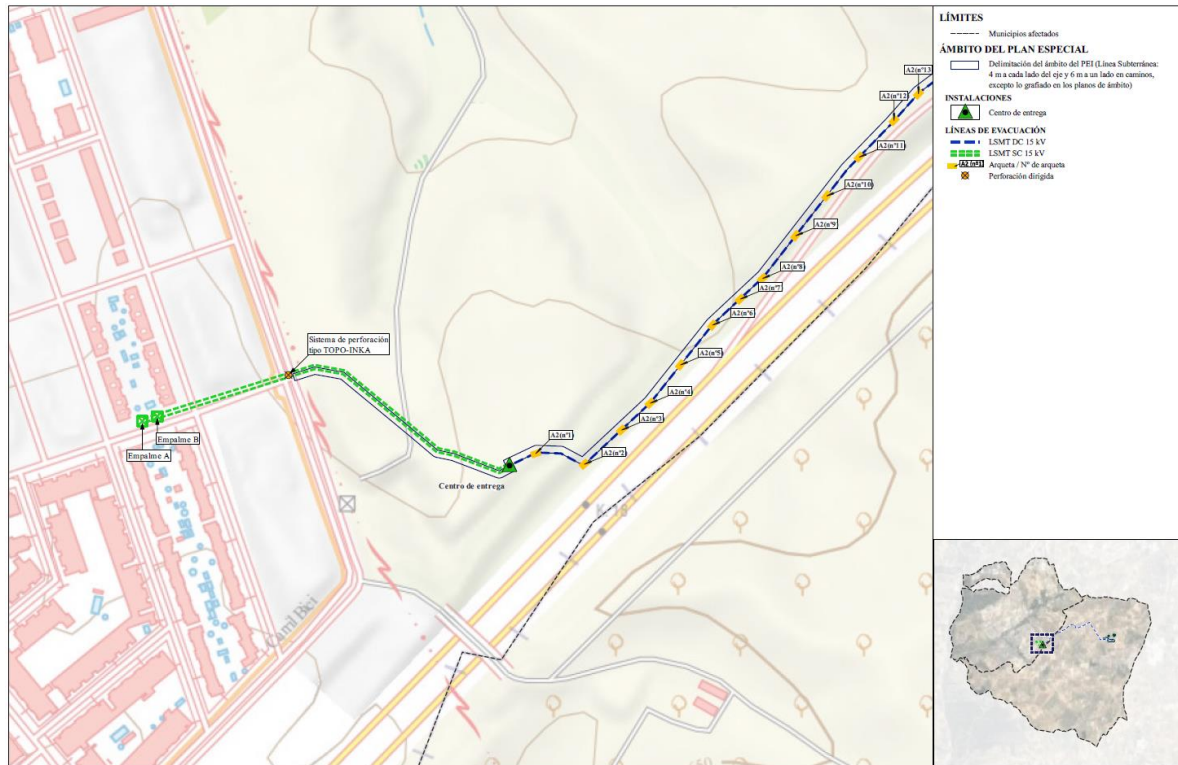 LÍMITES
Municipios afectados
ÁMBITO DEL PLAN ESPECIAL
Delimitación del ámbito del PEI (Línea Subterránea:
4 m a cada lado del eje y 6 m a un lado en caminos,
excepto lo grafiado en los planos de ámbito)
INSTALACIONES
Centro de entrega
LÍNEAS DE EVACUACIÓN
LSMT DC 15 kV
LSMT SC 15 kV
Arqueta / Nº de arqueta
Perforación dirigida
A2(nº13)
A2(nº12)
A2(nº11)
A2(nº10)
A2(nº9)
A2(nº8)
A2(nº7)
A2(nº6)
A2(nº5)
A2(nº4)
A2(nº3)
A2(nº2)
A2(nº1)
Sistema de perforación
tipo TOPO-INKA
Empalme B
Empalme A
Centro de entrega
Carril Bici